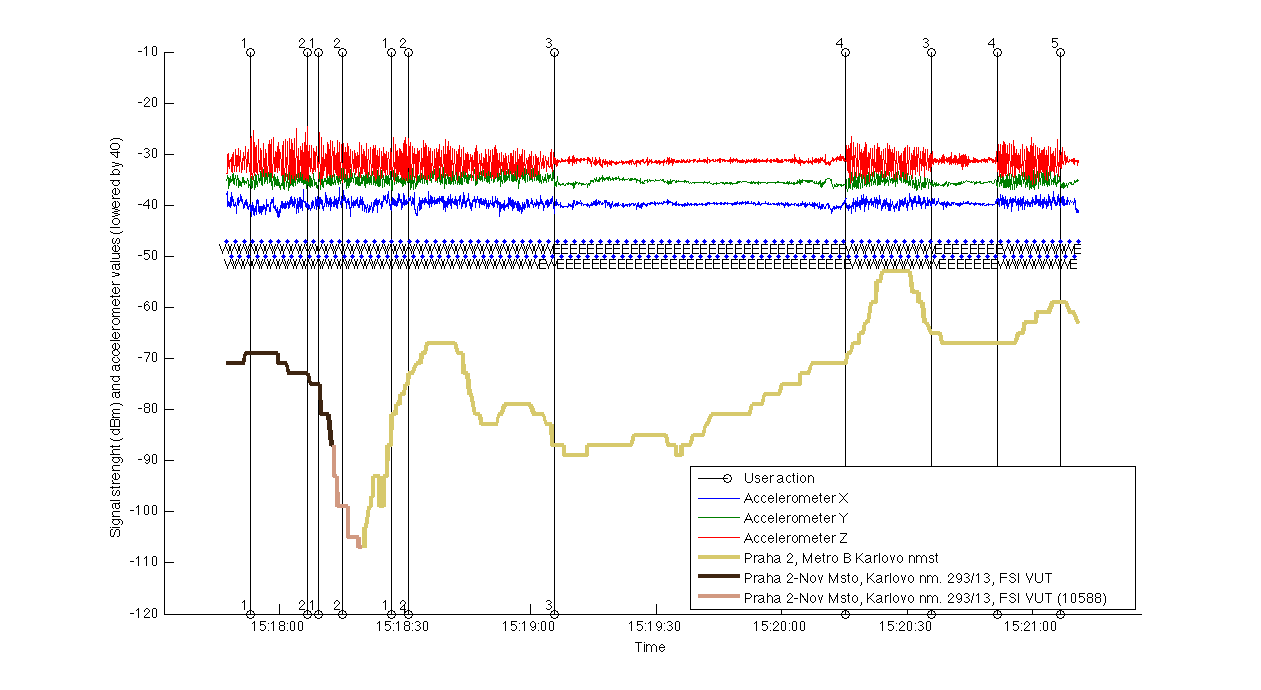 1 2 1 2 1 2 3 4 3 4 5
-10
-20
-30
-40
-50
-60
-70
-80
-90
-100
-110
-120
Signal strenght (dBm) and accelerometer values (lowered by 40)
User action
Accelerometer X
Accelerometer Y
Accelerometer Z
Praha 2, Metro B Karlovo nmst
Praha 2-Nov Msto, Karlovo nm. 293/13, FSI VUT
Praha 2-Nov Msto, Karlovo nm. 293/13, FSI VUT (10588)
1 2 1 2 1 2 3
15:18:00 15:18:30 15:19:00 15:19:30 15:20:00 15:20:30 15:21:00
Time